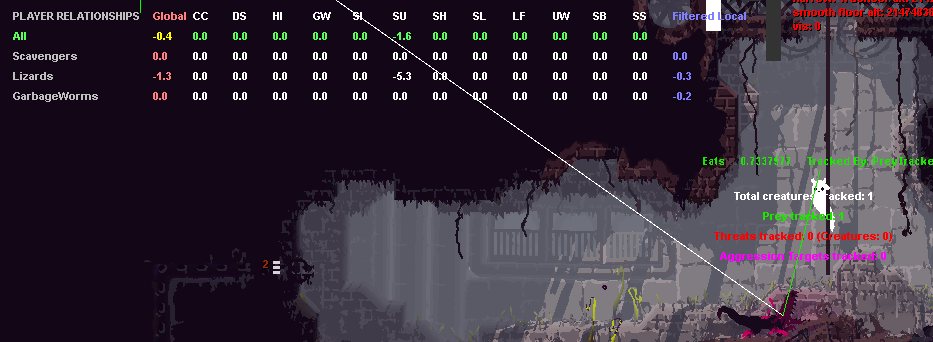 PLAYER RELATIONSHIPS Global CC DS HI GW SI SU SH SL LF UW SB SS Filtered Local
All -0.4 0.0 0.0 0.0 0.0 0.0 -1.6 0.0 0.0 0.0 0.0 0.0 0.0
Scavengers 0.0 0.0 0.0 0.0 0.0 0.0 0.0 0.0 0.0 0.0 0.0 0.0 0.0 0.0
Lizards -1.3 0.0 0.0 0.0 0.0 0.0 -5.3 0.0 0.0 0.0 0.0 0.0 0.0 -0.3
GarbageWorms 0.0 0.0 0.0 0.0 0.0 0.0 0.0 0.0 0.0 0.0 0.0 0.0 0.0 -0.2
smooth floor alt:
vis: 8
Eats Tracked By: Preytracke
Total creatures tracked: 1
Prey tracked: 1
Threats tracked: 0 (Creatures: 0)
Aggression Targets tracked: 0
2